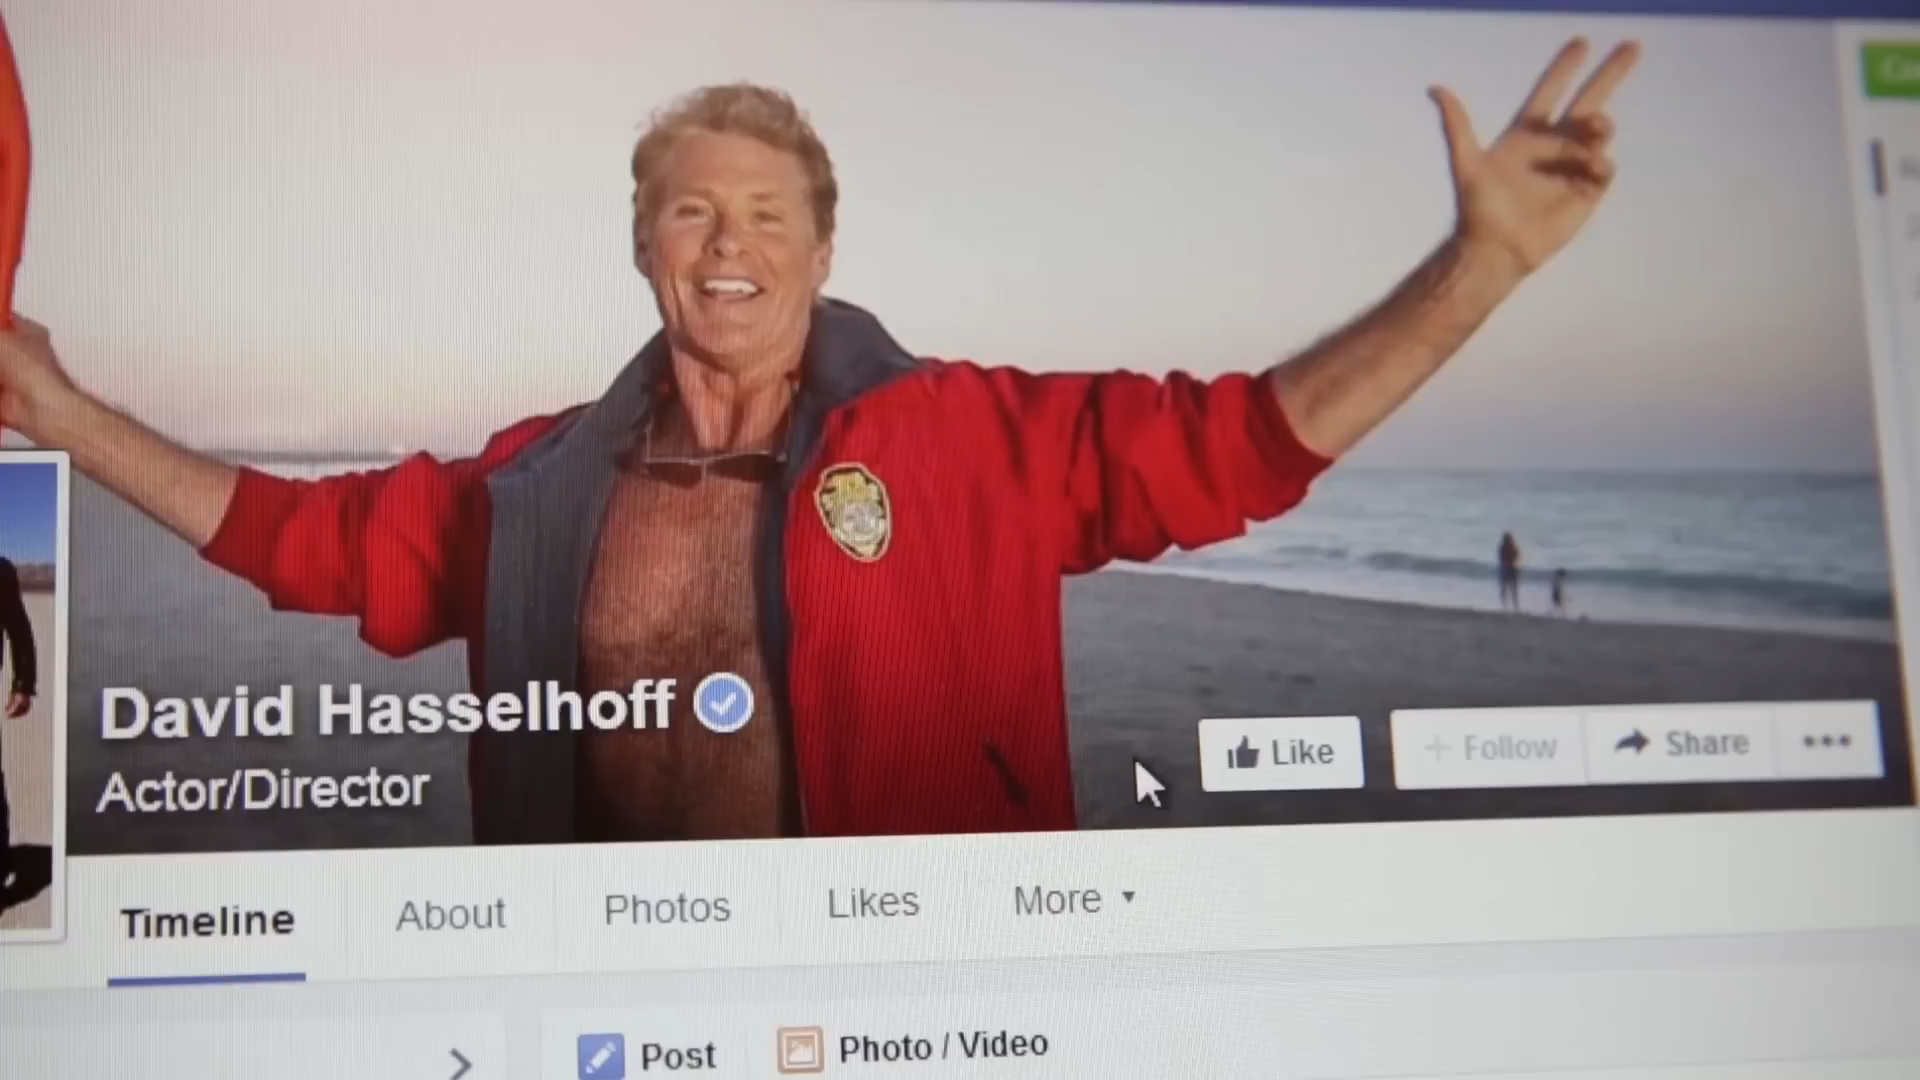 David Hasselhoff
Actor/Director
Like
Follow
Share
Timeline
About
Photos
Likes
More
Post
Photo / Video